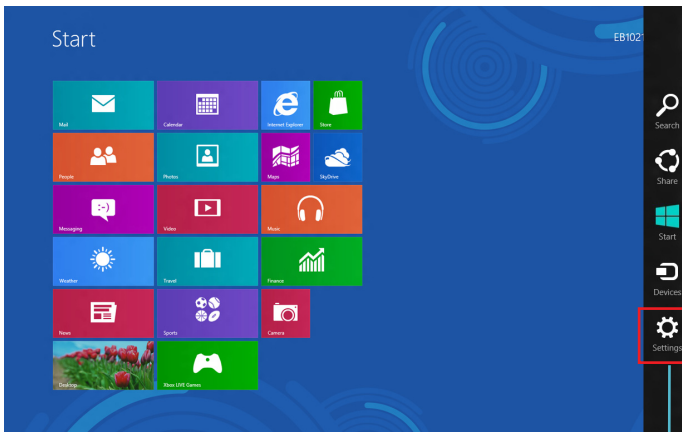 Start
EB1021
Mail
Calendar
Internet Explorer
Store
People
Photos
Maps
SkyDrive
Messaging
:-)
Video
Music
Weather
Travel
Finance
News
Sports
Camera
Desktop
Xbox LIVE Games
Search
Share
Start
Devices
Settings